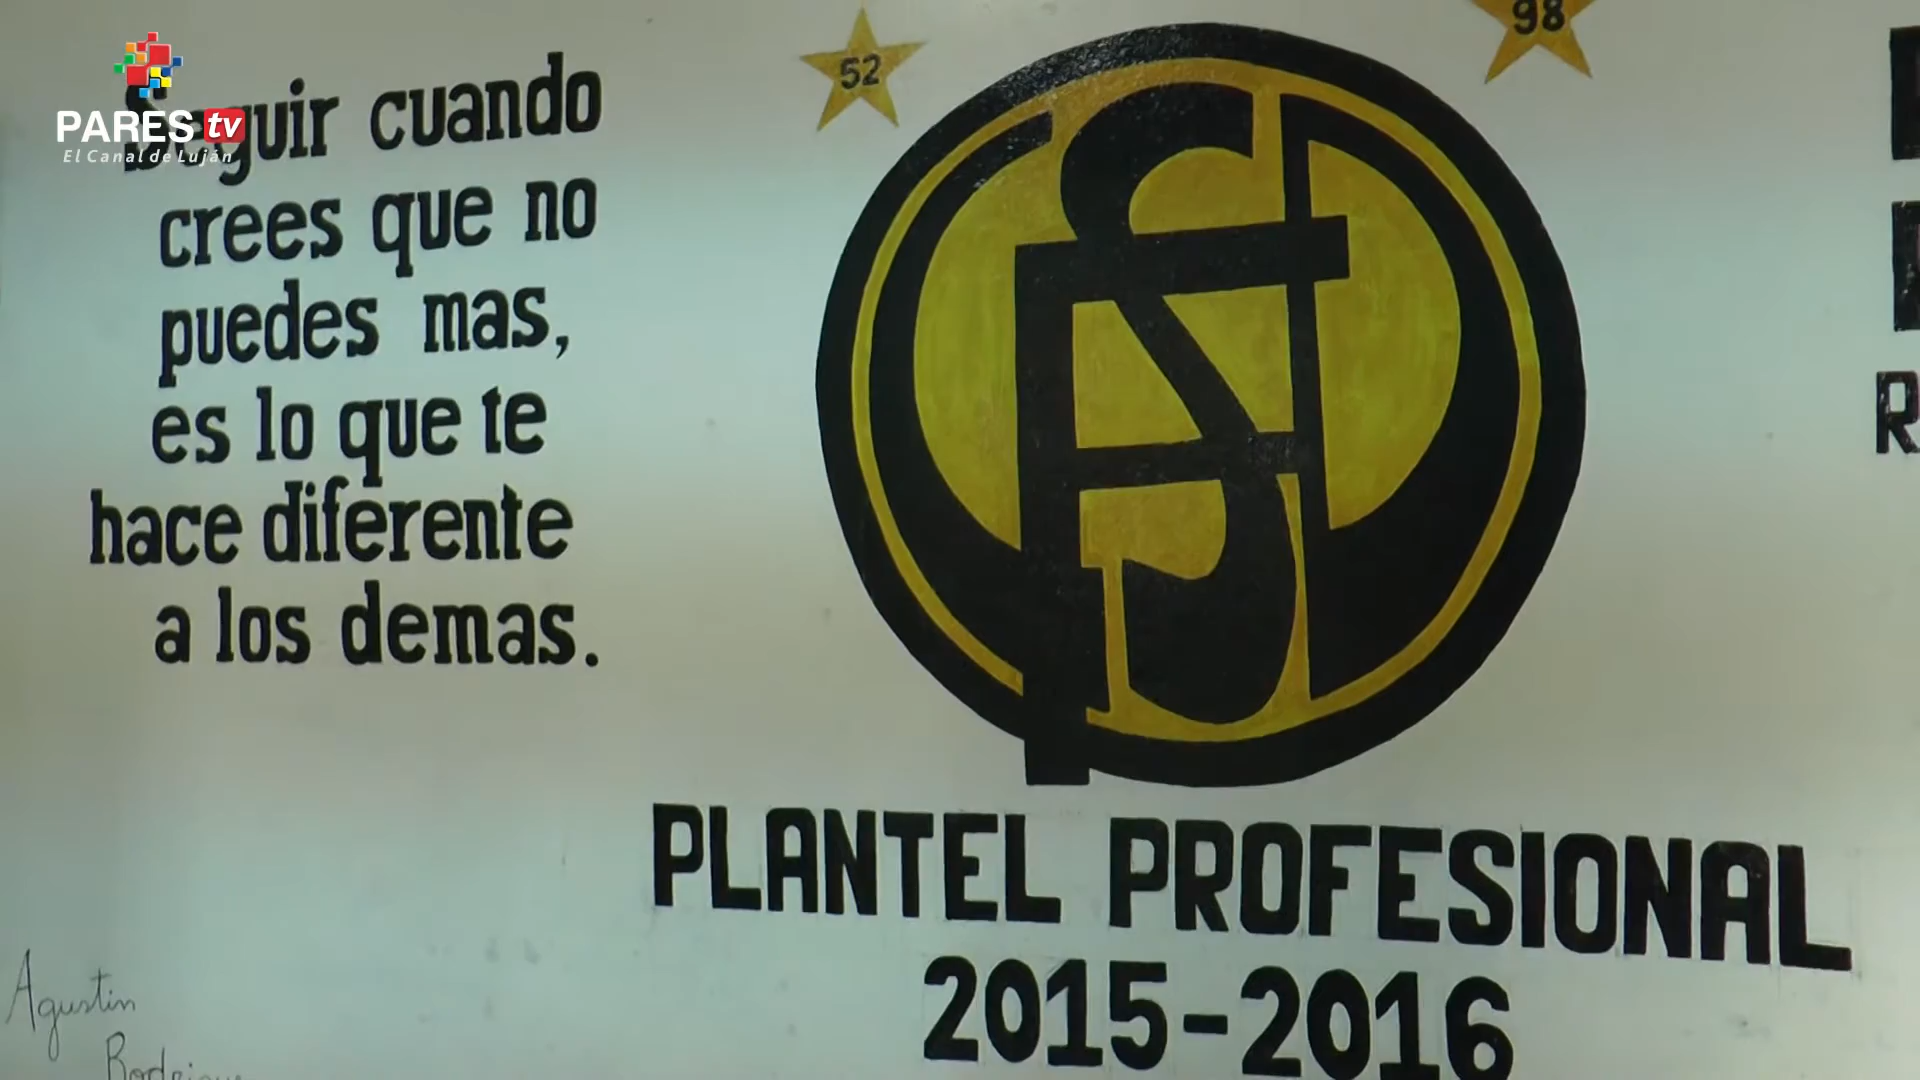 PARES tv
El Canal de Luján
Seguir cuando
crees que no
puedes mas,
es lo que te
hace diferente
a los demas.
52
98
PLANTEL PROFESIONAL
2015-2016
Agustin